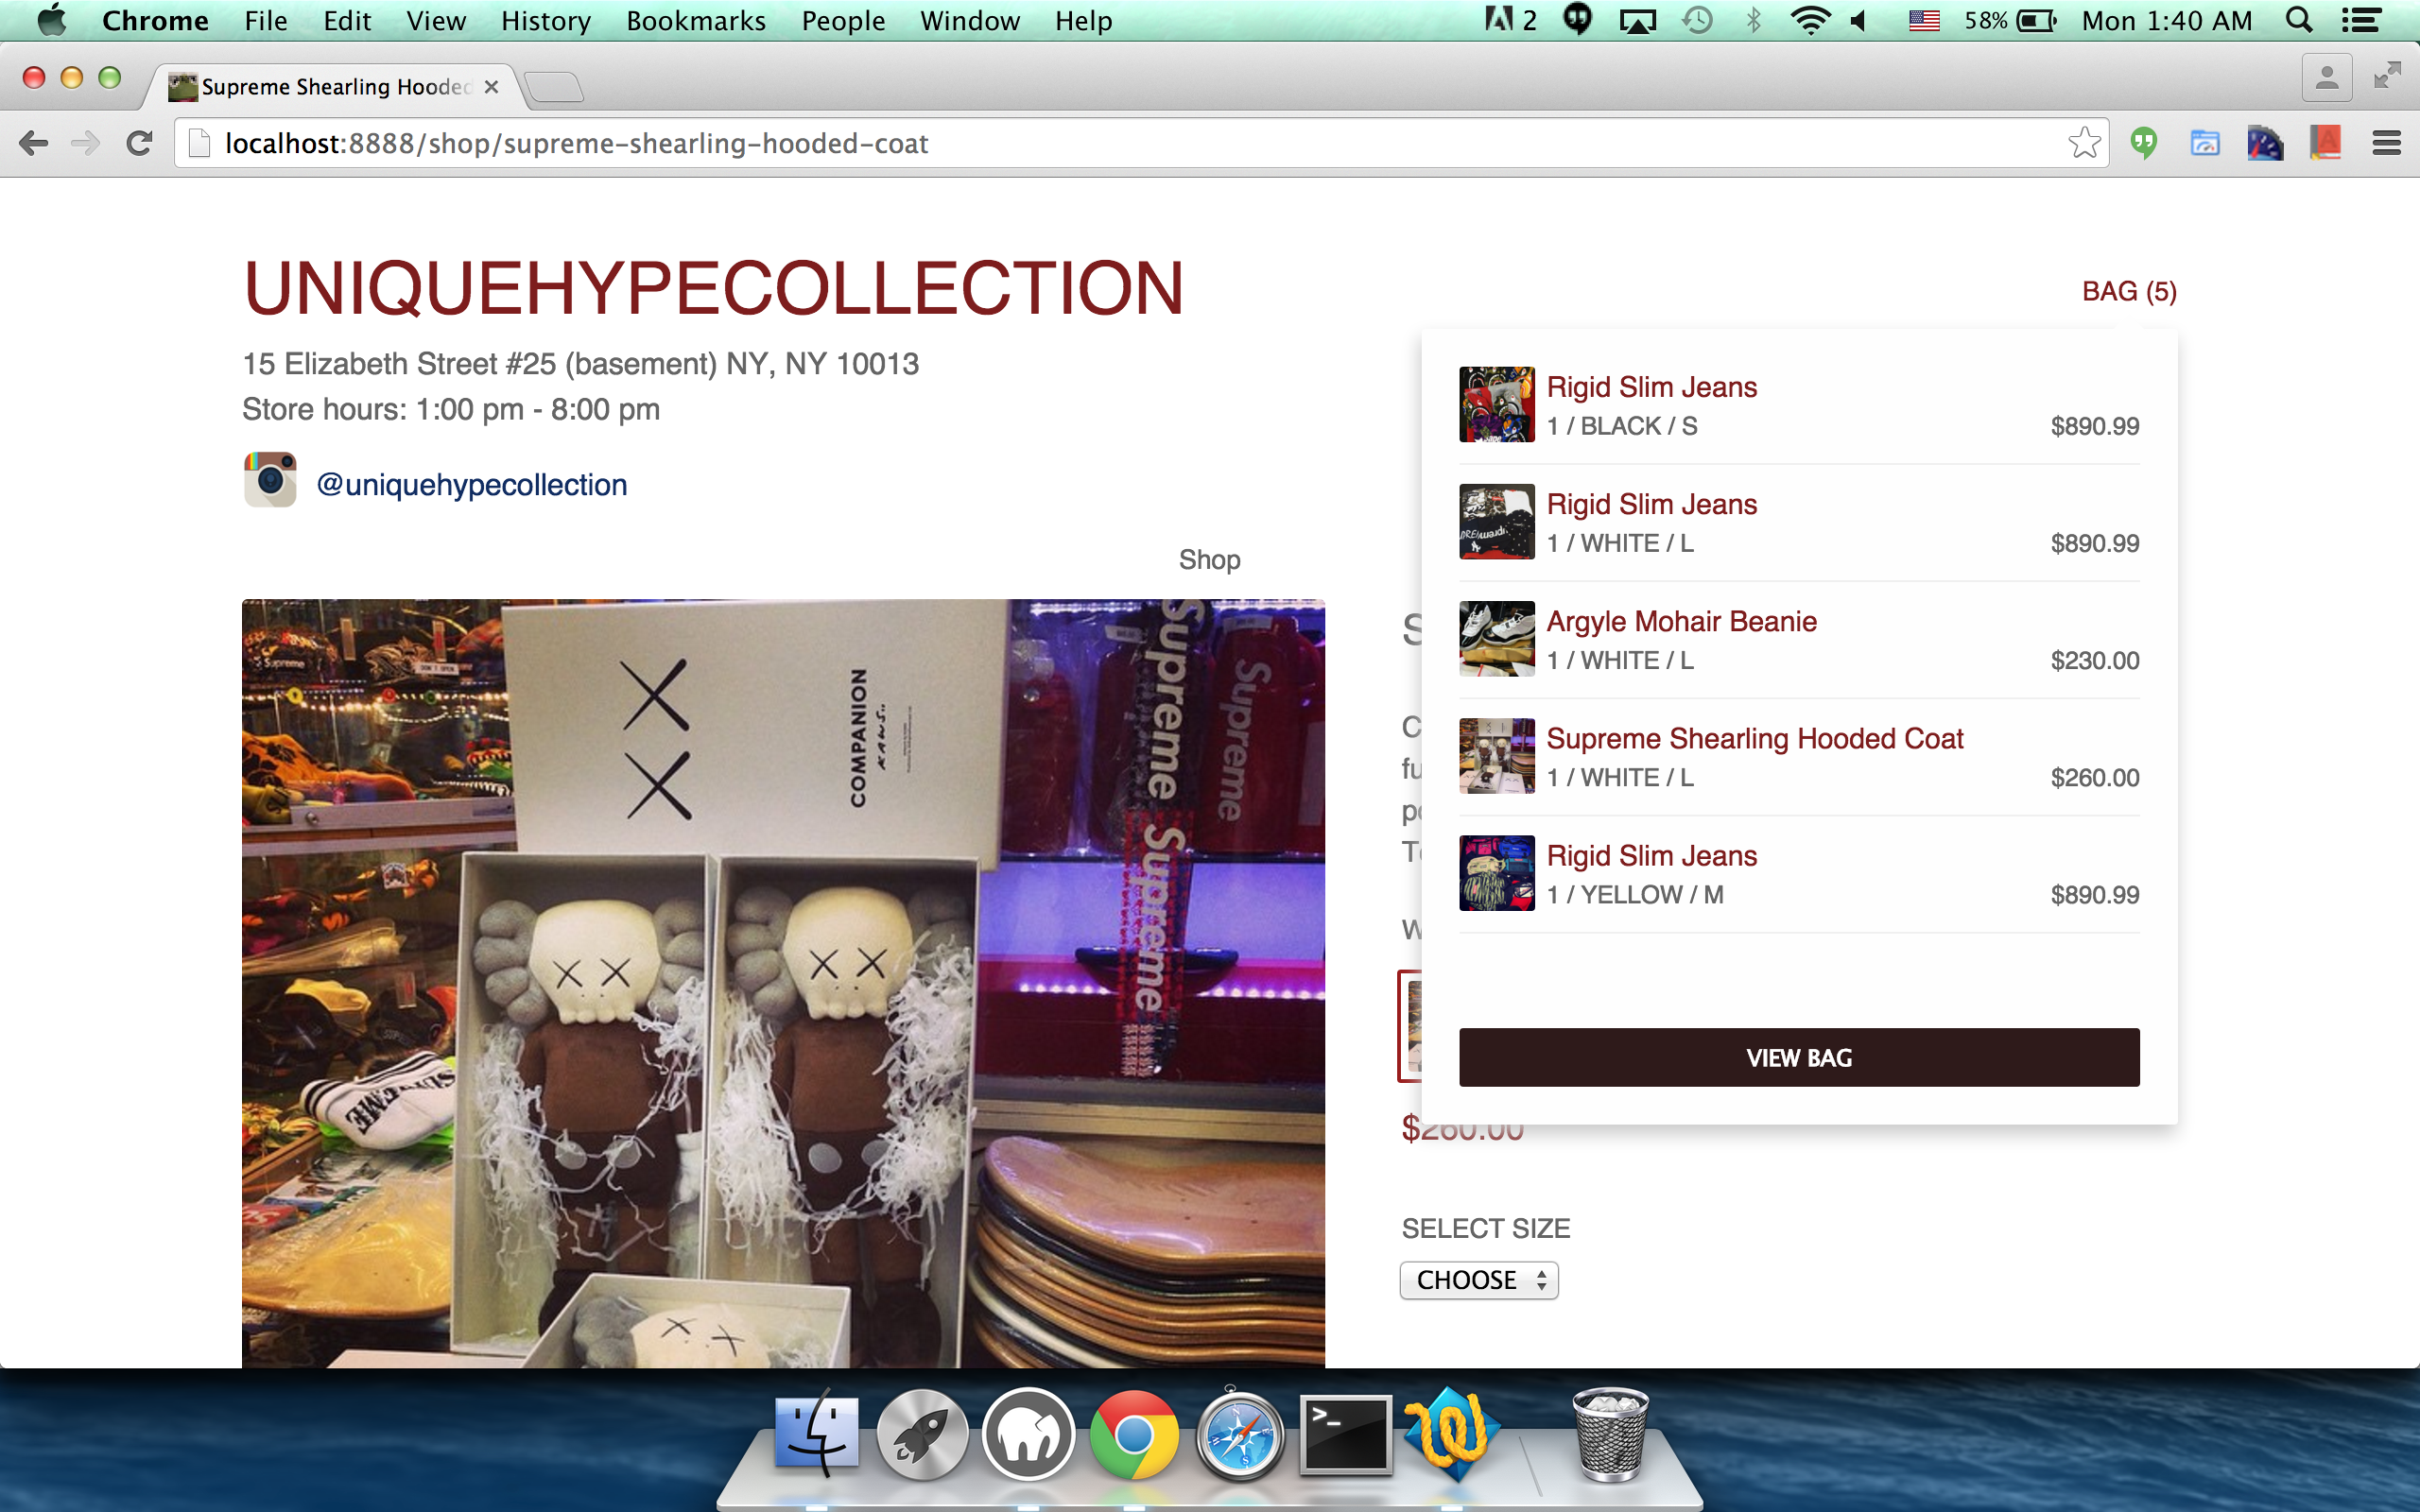 Chrome File Edit View History Bookmarks People Window Help 2 58% Mon 1:40 AM
Supreme Shearling Hooded
localhost:8888/shop/supreme-shearling-hooded-coat
UNIQUEHYPECOLLECTION
BAG (5)
15 Elizabeth Street #25 (basement) NY, NY 10013
Store hours: 1:00 pm - 8:00 pm
@uniquehypecollection
Shop
Rigid Slim Jeans
1 / BLACK / S $890.99
Rigid Slim Jeans
1 / WHITE / L $890.99
Argyle Mohair Beanie
1 / WHITE / L $230.00
Supreme Shearling Hooded Coat
1 / WHITE / L $260.00
Rigid Slim Jeans
1 / YELLOW / M $890.99
VIEW BAG
$260.00
SELECT SIZE
CHOOSE
COMPANION
KAWS..
Supreme
Supreme
Supreme
Supreme